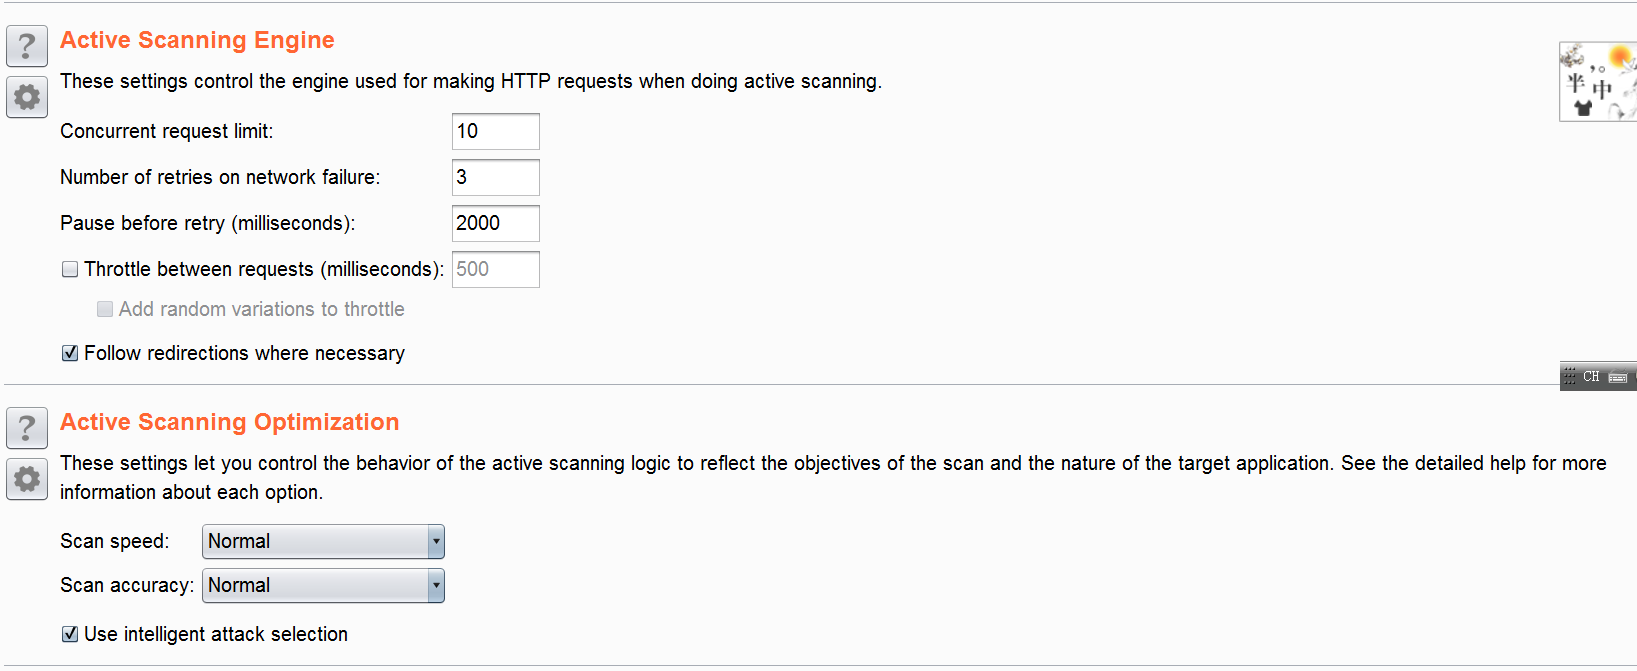 ?
Active Scanning Engine
These settings control the engine used for making HTTP requests when doing active scanning.
Concurrent request limit: 10
Number of retries on network failure: 3
Pause before retry (milliseconds): 2000
Throttle between requests (milliseconds): 500
Add random variations to throttle
Follow redirections where necessary
,。
半 中
CH
?
Active Scanning Optimization
These settings let you control the behavior of the active scanning logic to reflect the objectives of the scan and the nature of the target application. See the detailed help for more
information about each option.
Scan speed: Normal
Scan accuracy: Normal
Use intelligent attack selection